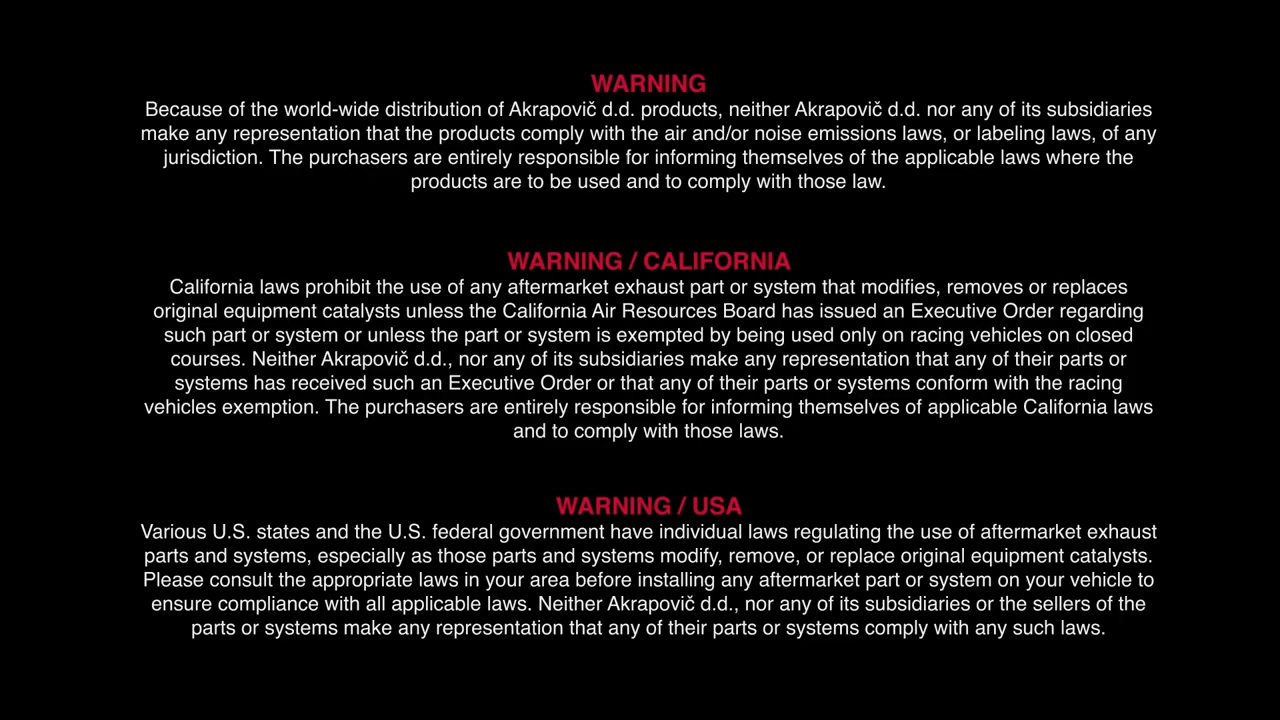 WARNING
Because of the world-wide distribution of Akrapovič d.d. products, neither Akrapovič d.d. nor any of its subsidiaries
make any representation that the products comply with the air and/or noise emissions laws, or labeling laws, of any
jurisdiction. The purchasers are entirely responsible for informing themselves of the applicable laws where the
products are to be used and to comply with those law.
WARNING / CALIFORNIA
California laws prohibit the use of any aftermarket exhaust part or system that modifies, removes or replaces
original equipment catalysts unless the California Air Resources Board has issued an Executive Order regarding
such part or system or unless the part or system is exempted by being used only on racing vehicles on closed
courses. Neither Akrapovič d.d., nor any of its subsidiaries make any representation that any of their parts or
systems has received such an Executive Order or that any of their parts or systems conform with the racing
vehicles exemption. The purchasers are entirely responsible for informing themselves of applicable California laws
and to comply with those laws.
WARNING / USA
Various U.S. states and the U.S. federal government have individual laws regulating the use of aftermarket exhaust
parts and systems, especially as those parts and systems modify, remove, or replace original equipment catalysts.
Please consult the appropriate laws in your area before installing any aftermarket part or system on your vehicle to
ensure compliance with all applicable laws. Neither Akrapovič d.d., nor any of its subsidiaries or the sellers of the
parts or systems make any representation that any of their parts or systems comply with any such laws.